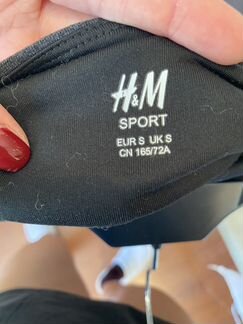 H&M
SPORT
EUR S UK S
CN 165/72A